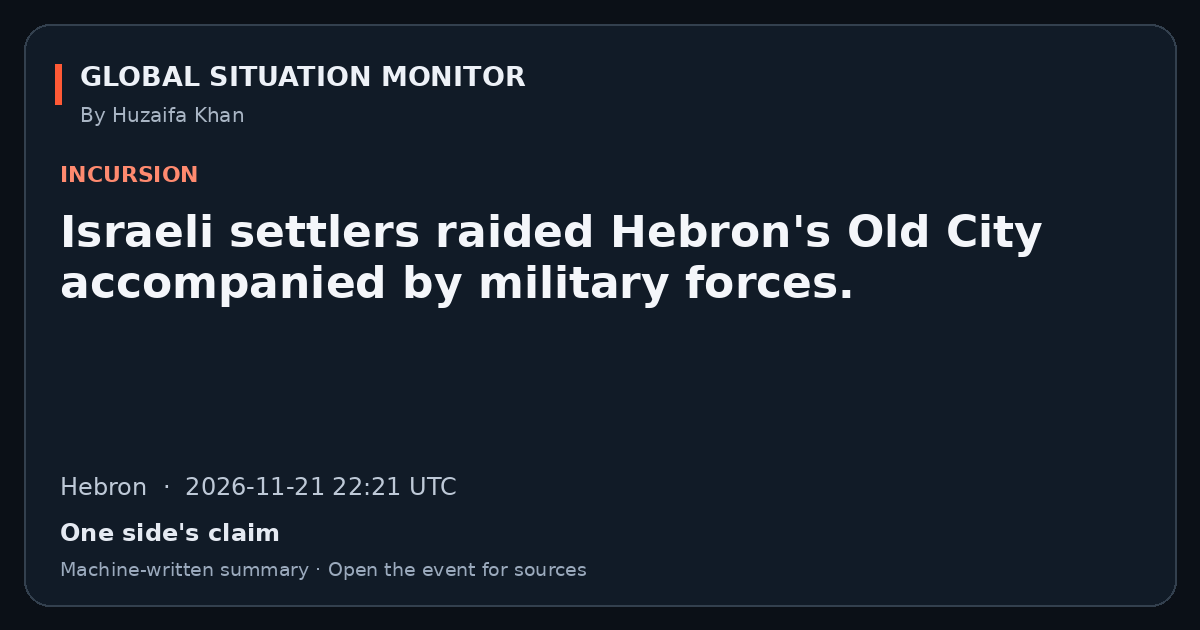 GLOBAL SITUATION MONITOR
By Huzaifa Khan
INCURSION
Israeli settlers raided Hebron's Old City
accompanied by military forces.
Hebron · 2026-11-21 22:21 UTC
One side's claim
Machine-written summary · Open the event for sources